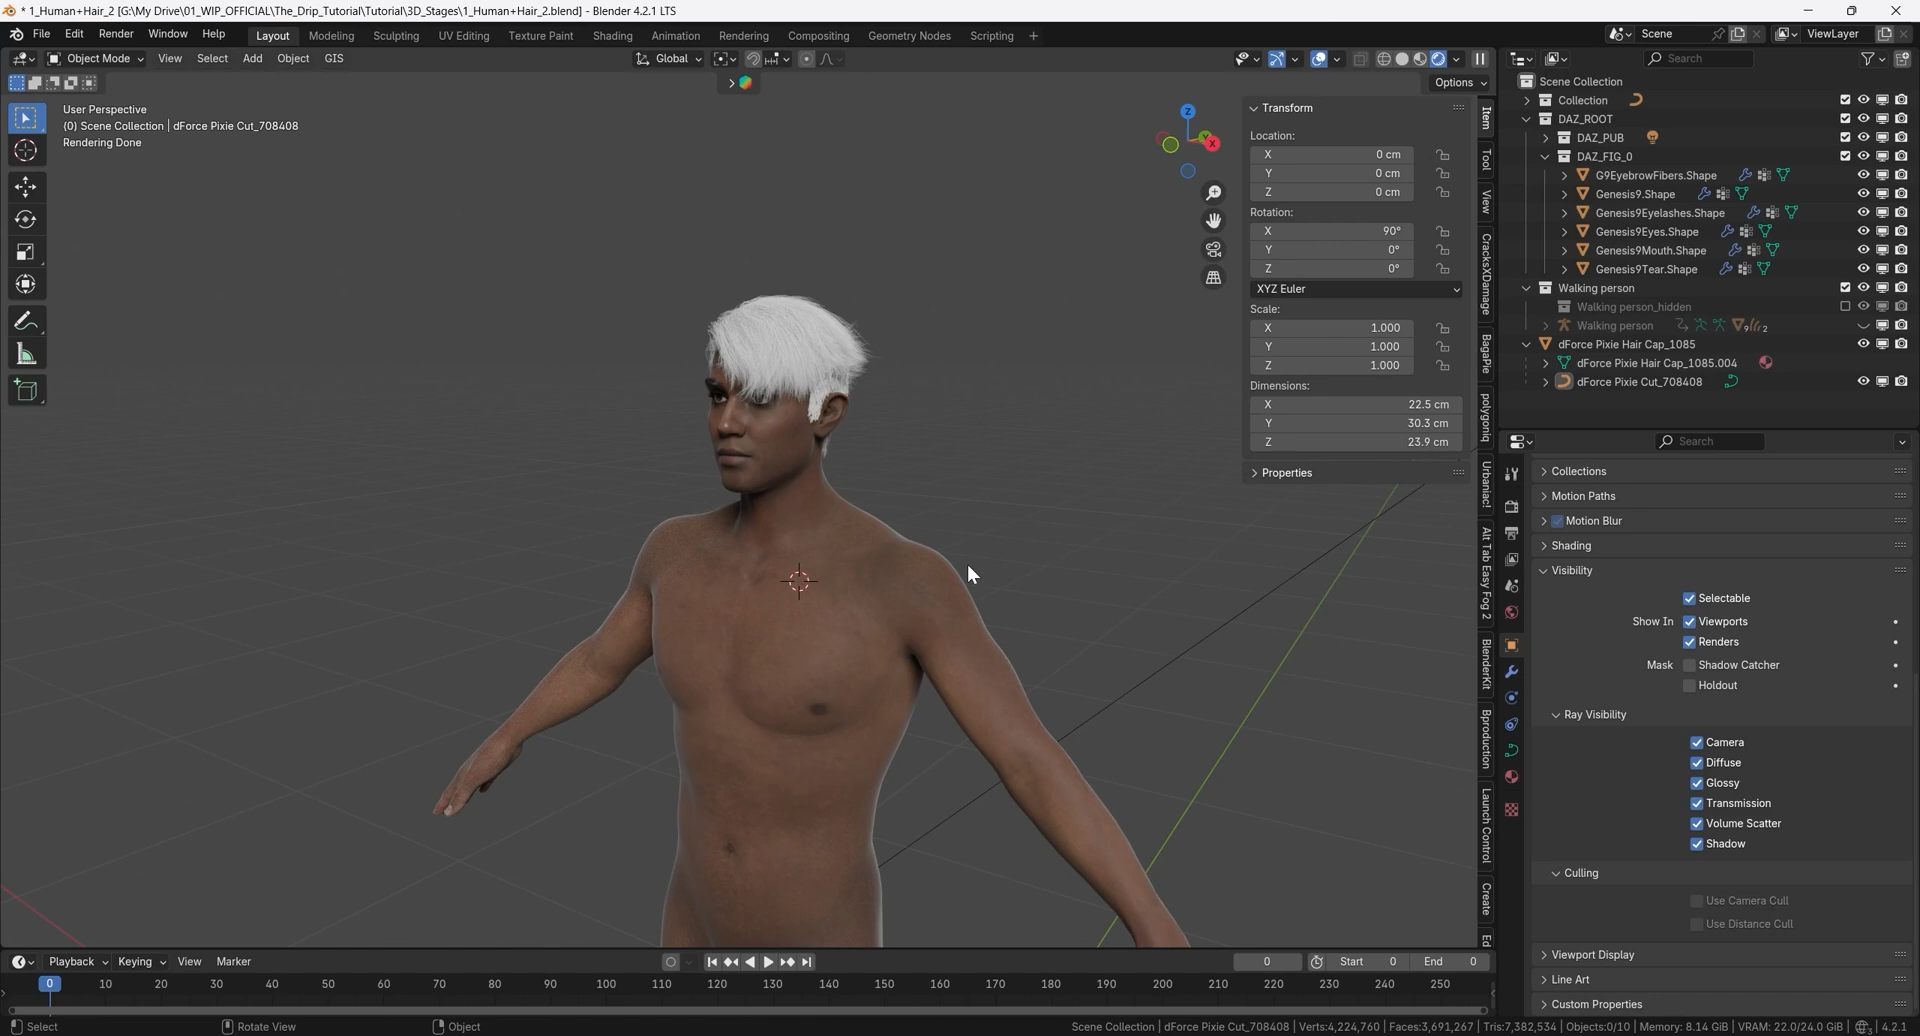 * 1_Human+Hair_2 [G:\My Drive\01_WIP_OFFICIAL\The_Drip_Tutorial\Tutorial\3D_Stages\1_Human+Hair_2.blend] - Blender 4.2.1 LTS
File Edit Render Window Help Layout Modeling Sculpting UV Editing Texture Paint Shading Animation Rendering Compositing Geometry Nodes Scripting + Scene ViewLayer
Object Mode View Select Add Object GIS Global Search
Options
User Perspective
(0) Scene Collection | dForce Pixie Cut_708408
Rendering Done
Z
Y
X
Transform
Location:
X 0 cm
Y 0 cm
Z 0 cm
Rotation:
X 90°
Y 0°
Z 0°
XYZ Euler
Scale:
X 1.000
Y 1.000
Z 1.000
Dimensions:
X 22.5 cm
Y 30.3 cm
Z 23.9 cm
Properties
Item
Tool
View
CracksXDamage
BagaPie
polygoniq
Urbaniac!
Alt Tab Easy Fog 2
BlenderKit
Bproduction
Launch Control
Create
Ed
Scene Collection
Collection
DAZ_ROOT
DAZ_PUB
DAZ_FIG_0
G9EyebrowFibers.Shape
Genesis9.Shape
Genesis9Eyelashes.Shape
Genesis9Eyes.Shape
Genesis9Mouth.Shape
Genesis9Tear.Shape
Walking person
Walking person_hidden
Walking person 9 2
dForce Pixie Hair Cap_1085
dForce Pixie Hair Cap_1085.004
dForce Pixie Cut_708408
Search
Collections
Motion Paths
Motion Blur
Shading
Visibility
Selectable
Show In Viewports
Renders
Mask Shadow Catcher
Holdout
Ray Visibility
Camera
Diffuse
Glossy
Transmission
Volume Scatter
Shadow
Culling
Use Camera Cull
Use Distance Cull
Viewport Display
Line Art
Custom Properties
Playback Keying View Marker 0 Start 0 End 0
0 10 20 30 40 50 60 70 80 90 100 110 120 130 140 150 160 170 180 190 200 210 220 230 240 250
Select Rotate View Object Scene Collection | dForce Pixie Cut_708408 | Verts:4,224,760 | Faces:3,691,267 | Tris:7,382,534 | Objects:0/10 | Memory: 8.14 GiB | VRAM: 22.0/24.0 GiB | 3 | 4.2.1